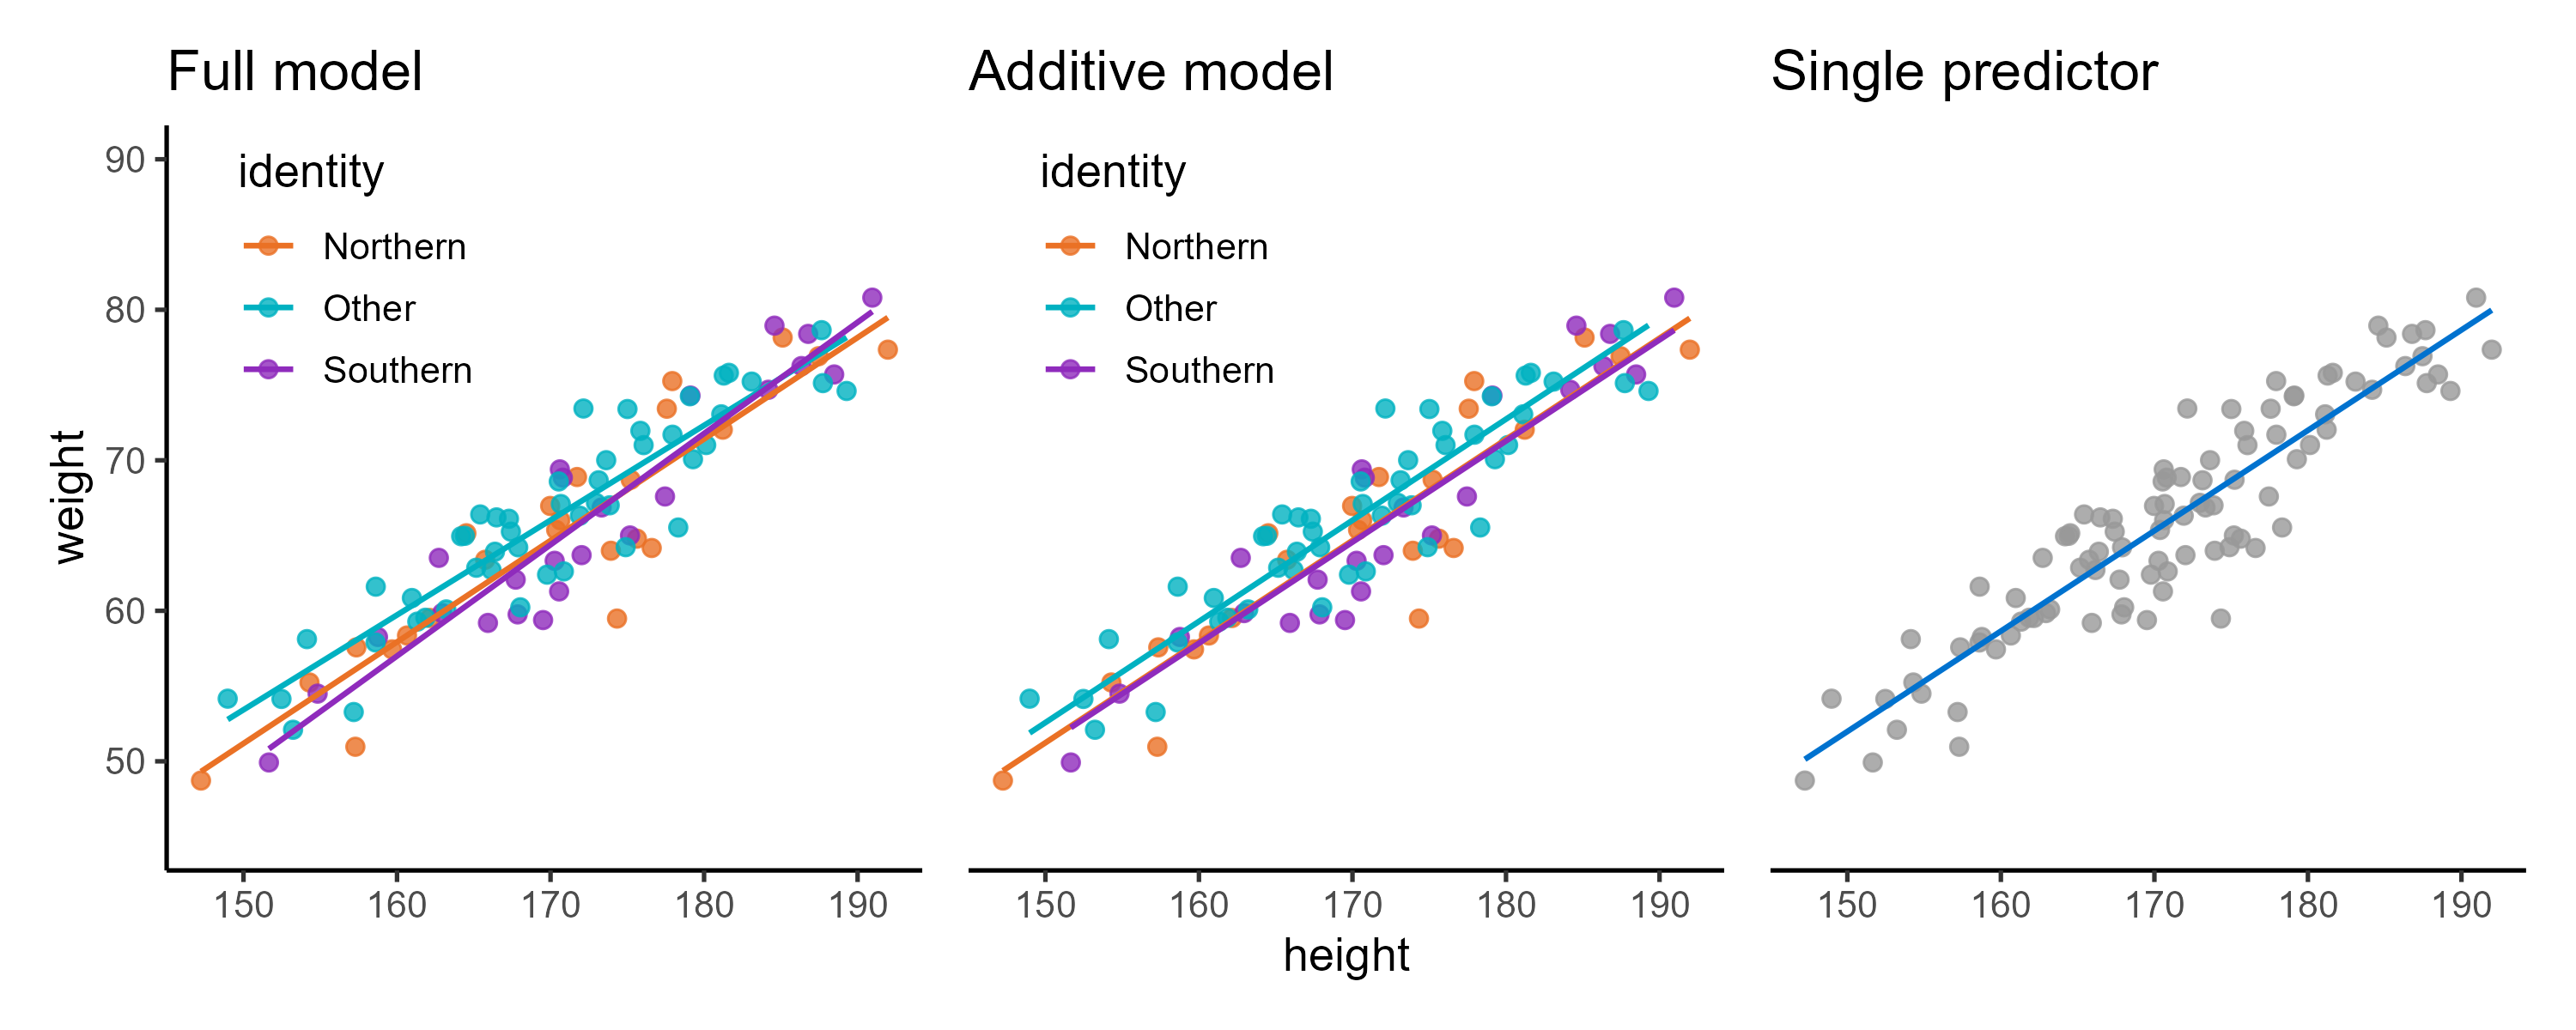 Full model
Additive model
Single predictor
90
80
70
60
50
weight
identity
Northern
Other
Southern
identity
Northern
Other
Southern
150 160 170 180 190
150 160 170 180 190
150 160 170 180 190
height